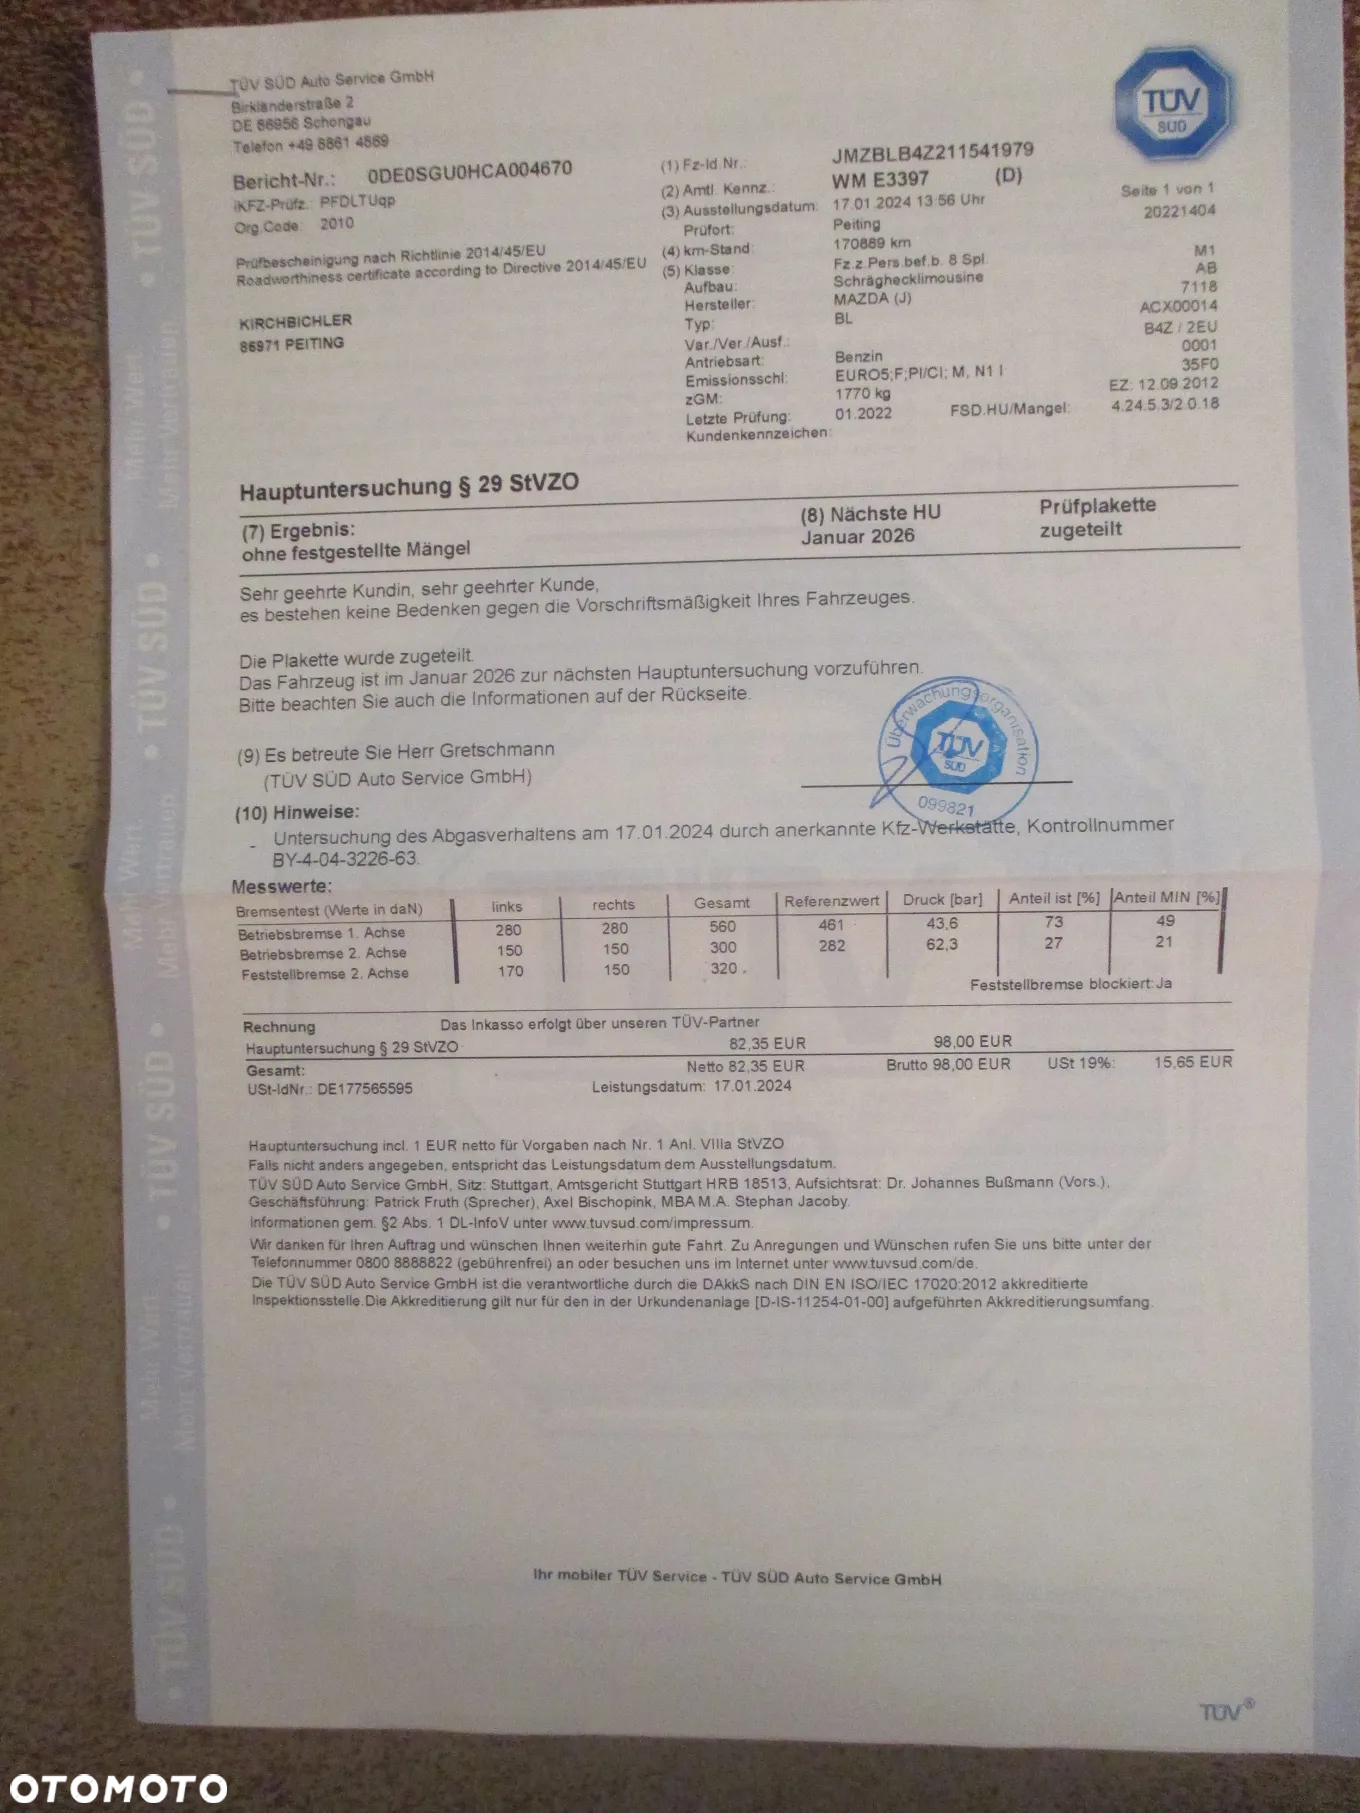 TÜV SÜD Auto Service GmbH
Birkländerstraße 2
DE 86956 Schongau
Telefon +49 8861 4869
Bericht-Nr.: 0DE0SGU0HCA004670
iKFZ-Prüfz.: PFDLTUqp
Org.Code: 2010
Prüfbescheinigung nach Richtlinie 2014/45/EU
Roadworthiness certificate according to Directive 2014/45/EU
KIRCHBICHLER
86971 PEITING
TÜV
SÜD
(1) Fz-Id.Nr.: JMZBLB4Z211541979
(2) Amtl. Kennz.: WM E3397 (D)
Seite 1 von 1
(3) Ausstellungsdatum: 17.01.2024 13:56 Uhr
20221404
Prüfort: Peiting
(4) km-Stand: 170889 km
(5) Klasse: Fz.z.Pers.bef.b. 8 Spl. M1
Aufbau: Schräghecklimousine AB
Hersteller: MAZDA (J) 7118
Typ: BL ACX00014
Var./Ver./Ausf.: B4Z / 2EU
Antriebsart: Benzin 0001
Emissionsschl: EURO5;F;PI/CI; M, N1 I 35F0
zGM: 1770 kg EZ: 12.09.2012
Letzte Prüfung: 01.2022 FSD.HU/Mangel: 4.24.5.3/2.0.18
Kundenkennzeichen:
Hauptuntersuchung § 29 StVZO
(7) Ergebnis: (8) Nächste HU Prüfplakette
ohne festgestellte Mängel Januar 2026 zugeteilt
Sehr geehrte Kundin, sehr geehrter Kunde,
es bestehen keine Bedenken gegen die Vorschriftsmäßigkeit Ihres Fahrzeuges.
Die Plakette wurde zugeteilt.
Das Fahrzeug ist im Januar 2026 zur nächsten Hauptuntersuchung vorzuführen.
Bitte beachten Sie auch die Informationen auf der Rückseite.
(9) Es betreute Sie Herr Gretschmann
(TÜV SÜD Auto Service GmbH)
Überwachungsorganisation
TÜV
SÜD
099821
(10) Hinweise:
- Untersuchung des Abgasverhaltens am 17.01.2024 durch anerkannte Kfz-Werkstätte, Kontrollnummer
BY-4-04-3226-63.
Messwerte:
Bremsentest (Werte in daN) links rechts Gesamt Referenzwert Druck [bar] Anteil ist [%] Anteil MIN [%]
Betriebsbremse 1. Achse 280 280 560 461 43,6 73 49
Betriebsbremse 2. Achse 150 150 300 282 62,3 27 21
Feststellbremse 2. Achse 170 150 320
Feststellbremse blockiert:Ja
Rechnung Das Inkasso erfolgt über unseren TÜV-Partner
Hauptuntersuchung § 29 StVZO 82,35 EUR 98,00 EUR
Gesamt: Netto 82,35 EUR Brutto 98,00 EUR USt 19%: 15,65 EUR
USt-IdNr.: DE177565595 Leistungsdatum: 17.01.2024
Hauptuntersuchung incl. 1 EUR netto für Vorgaben nach Nr. 1 Anl. VIIIa StVZO
Falls nicht anders angegeben, entspricht das Leistungsdatum dem Ausstellungsdatum.
TÜV SÜD Auto Service GmbH, Sitz: Stuttgart, Amtsgericht Stuttgart HRB 18513, Aufsichtsrat: Dr. Johannes Bußmann (Vors.),
Geschäftsführung: Patrick Fruth (Sprecher), Axel Bischopink, MBA M.A. Stephan Jacoby.
Informationen gem. §2 Abs. 1 DL-InfoV unter www.tuvsud.com/impressum.
Wir danken für Ihren Auftrag und wünschen Ihnen weiterhin gute Fahrt. Zu Anregungen und Wünschen rufen Sie uns bitte unter der
Telefonnummer 0800 8888822 (gebührenfrei) an oder besuchen uns im Internet unter www.tuvsud.com/de.
Die TÜV SÜD Auto Service GmbH ist die verantwortliche durch die DAkkS nach DIN EN ISO/IEC 17020:2012 akkreditierte
Inspektionsstelle.Die Akkreditierung gilt nur für den in der Urkundenanlage [D-IS-11254-01-00] aufgeführten Akkreditierungsumfang.
Ihr mobiler TÜV Service - TÜV SÜD Auto Service GmbH
TÜV®
• TÜV SÜD • TÜV SÜD • TÜV SÜD • TÜV SÜD •
Mehr Wert.
Mehr Vertrauen.
OTOMOTO